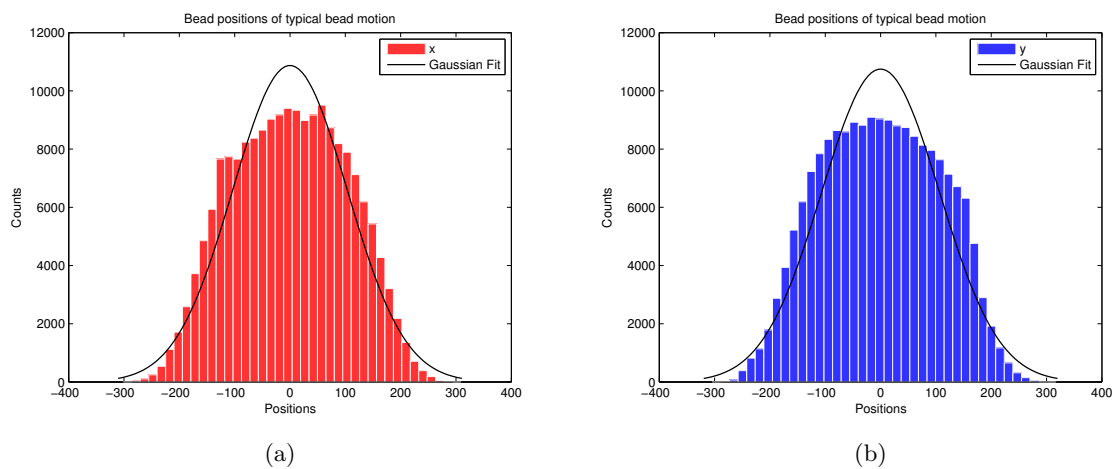 Bead positions of typical bead motion
12000
10000
8000
6000
4000
2000
0
Counts
x
Gaussian Fit
−400 −300 −200 −100 0 100 200 300 400
Positions
(a)
Bead positions of typical bead motion
12000
10000
8000
6000
4000
2000
0
Counts
y
Gaussian Fit
−400 −300 −200 −100 0 100 200 300 400
Positions
(b)